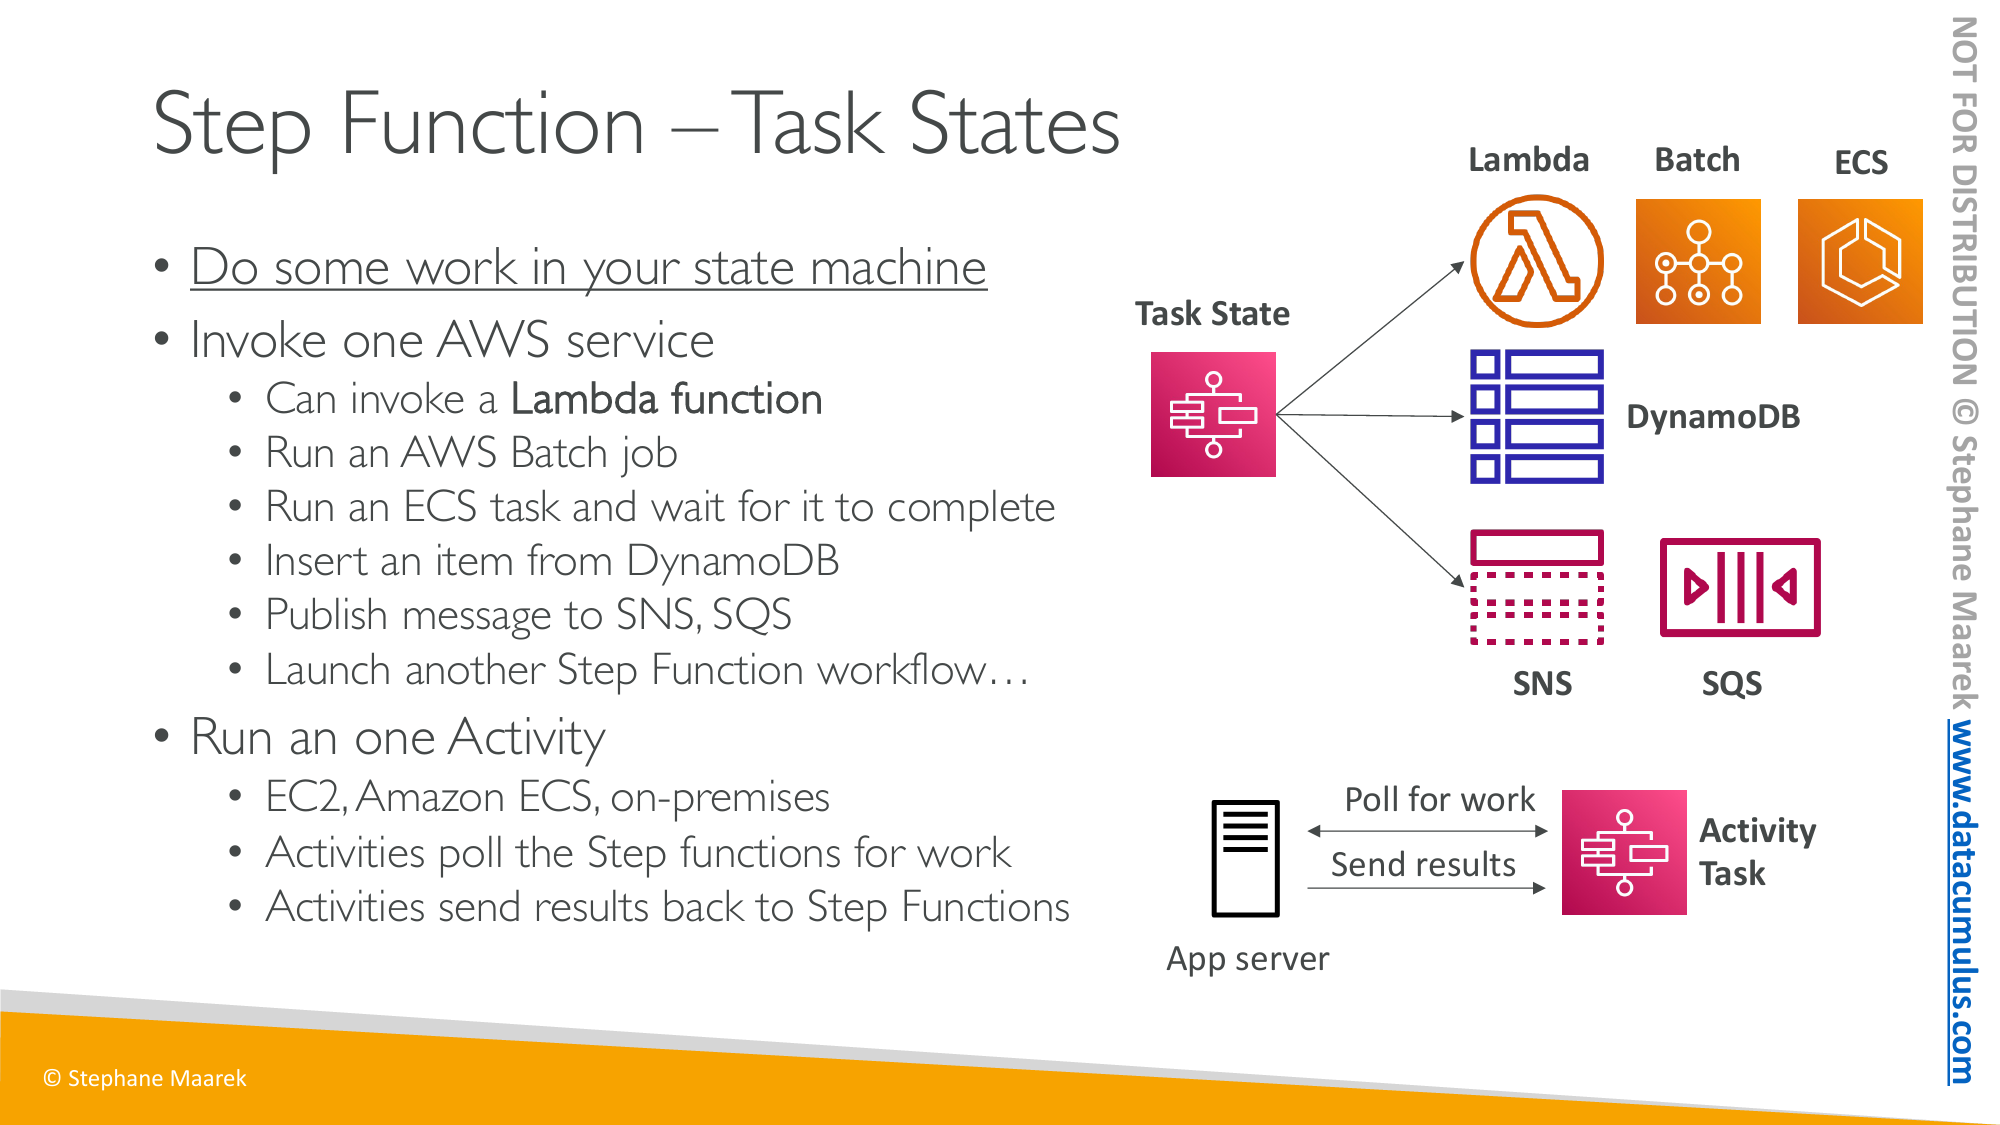 Step Function – Task States
• Do some work in your state machine
• Invoke one AWS service
• Can invoke a Lambda function
• Run an AWS Batch job
• Run an ECS task and wait for it to complete
• Insert an item from DynamoDB
• Publish message to SNS, SQS
• Launch another Step Function workflow…
• Run an one Activity
• EC2, Amazon ECS, on-premises
• Activities poll the Step functions for work
• Activities send results back to Step Functions
Lambda
Batch
ECS
Task State
DynamoDB
SNS
SQS
Poll for work
Send results
Activity
Task
App server
© Stephane Maarek
NOT FOR DISTRIBUTION © Stephane Maarek www.datacumulus.com